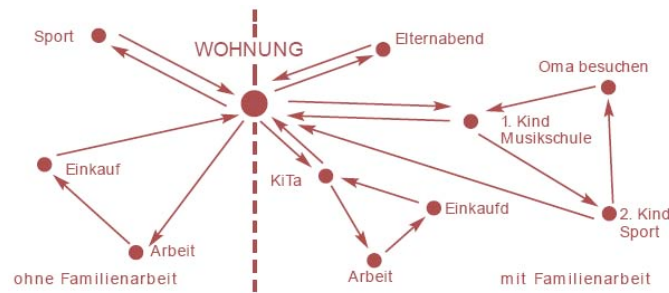 Sport
WOHNUNG
Elternabend
Oma besuchen
1. Kind
Musikschule
Einkauf
KiTa
Einkaufd
2. Kind
Sport
Arbeit
Arbeit
ohne Familienarbeit
mit Familienarbeit